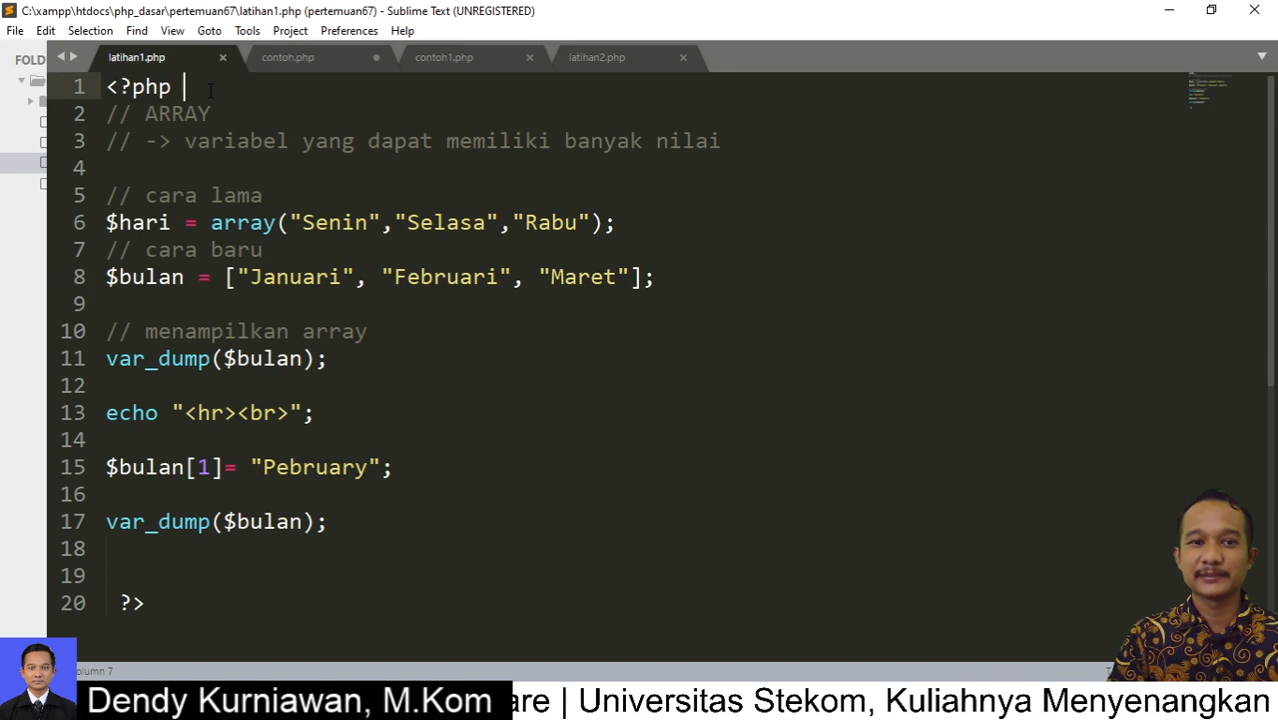 C:\xampp\htdocs\php_dasar\pertemuan67\latihan1.php (pertemuan67) - Sublime Text (UNREGISTERED)
File Edit Selection Find View Goto Tools Project Preferences Help
FOLD
latihan1.php contoh.php contoh1.php latihan2.php
1 <?php
2 // ARRAY
3 // -> variabel yang dapat memiliki banyak nilai
4
5 // cara lama
6 $hari = array("Senin","Selasa","Rabu");
7 // cara baru
8 $bulan = ["Januari", "Februari", "Maret"];
9
10 // menampilkan array
11 var_dump($bulan);
12
13 echo "<hr><br>";
14
15 $bulan[1]= "Pebruary";
16
17 var_dump($bulan);
18
19
20 ?>
column 7
Dendy Kurniawan, M.Kom are | Universitas Stekom, Kuliahnya Menyenangkan